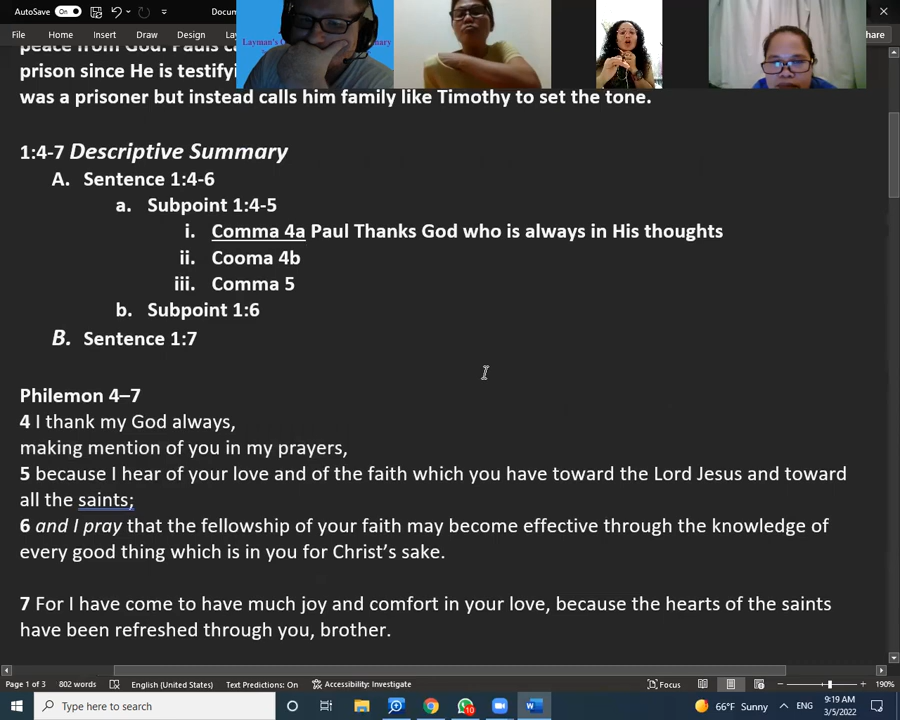 AutoSave On Docum
File Home Insert Draw Design La are
Layman's
peace from God.
prison since He is testifyi
was a prisoner but instead calls him family like Timothy to set the tone.
1:4-7 Descriptive Summary
A. Sentence 1:4-6
a. Subpoint 1:4-5
i. Comma 4a Paul Thanks God who is always in His thoughts
ii. Cooma 4b
iii. Comma 5
b. Subpoint 1:6
B. Sentence 1:7
Philemon 4–7
4 I thank my God always,
making mention of you in my prayers,
5 because I hear of your love and of the faith which you have toward the Lord Jesus and toward
all the saints;
6 and I pray that the fellowship of your faith may become effective through the knowledge of
every good thing which is in you for Christ's sake.
7 For I have come to have much joy and comfort in your love, because the hearts of the saints
have been refreshed through you, brother.
Page 1 of 3 802 words English (United States) Text Predictions: On Accessibility: Investigate Focus 190%
Type here to search 10 66°F Sunny ENG 9:19 AM
3/5/2022